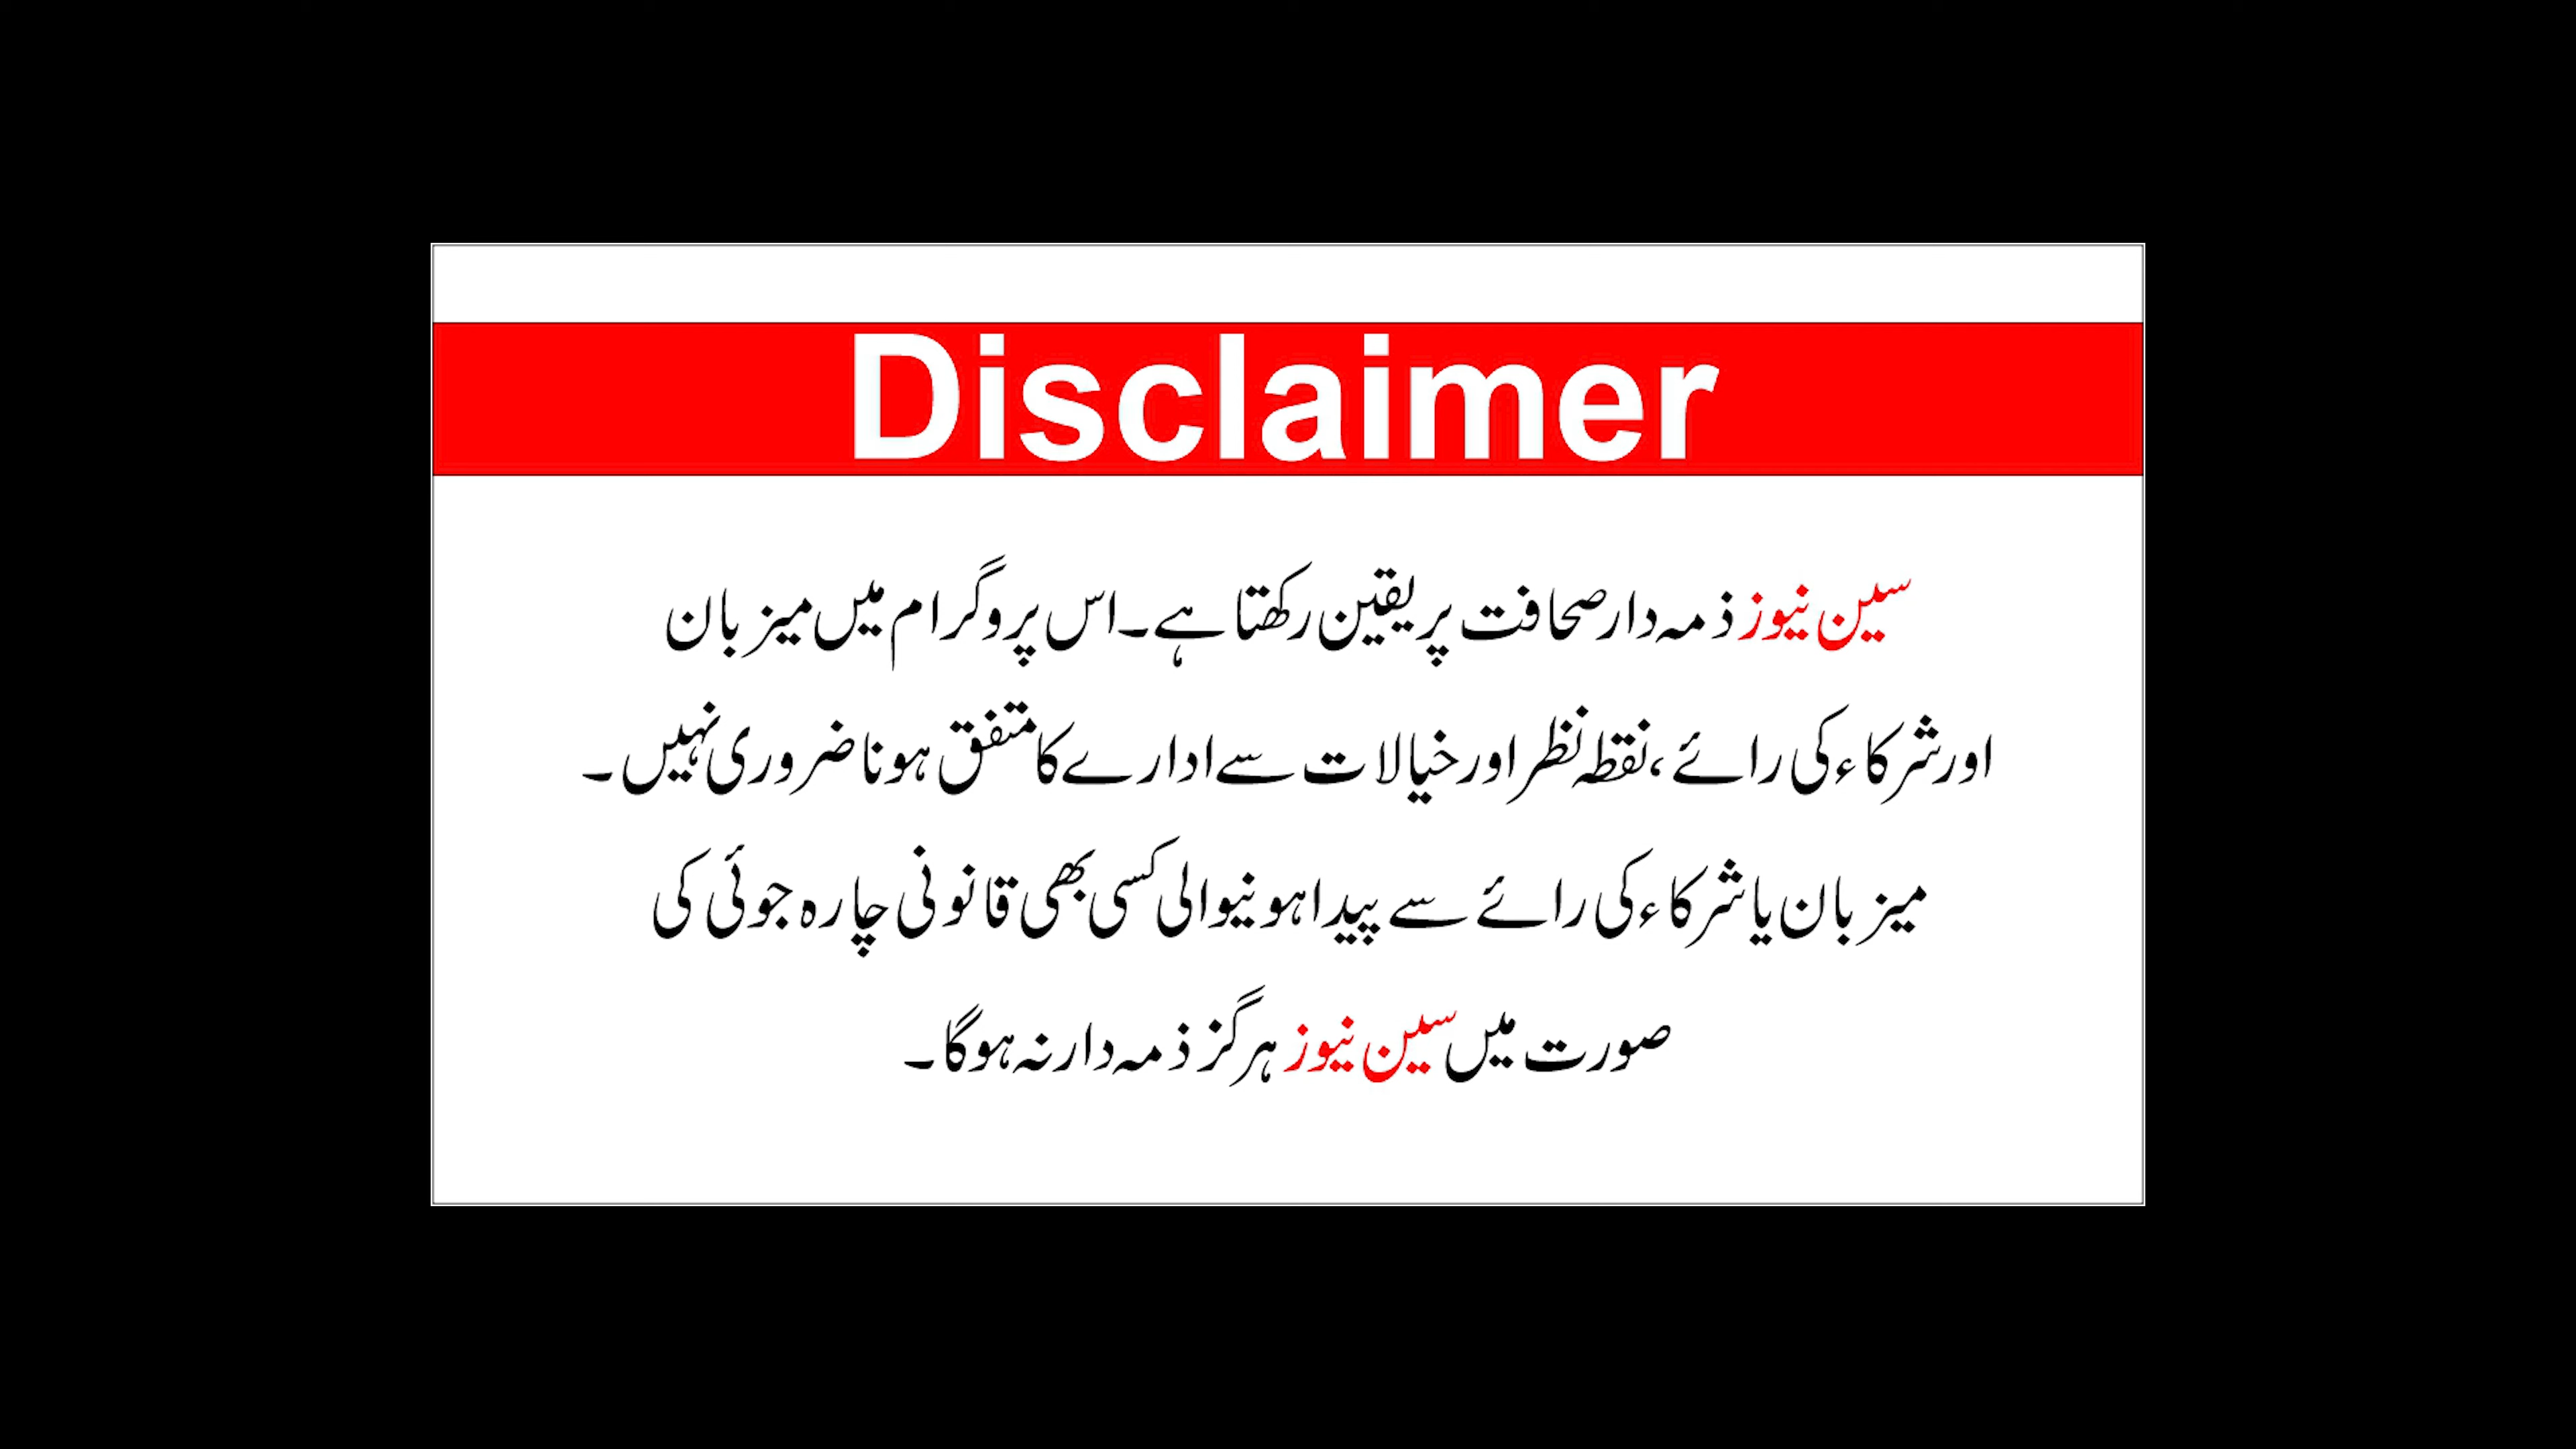 Disclaimer
سین نیوز ذمہ دار صحافت پر یقین رکھتا ہے۔ اس پروگرام میں میزبان
اور شرکاء کی رائے، نقطہ نظر اور خیالات سے ادارے کا متفق ہونا ضروری نہیں۔
میزبان یا شرکاء کی رائے سے پیدا ہونیوالی کسی بھی قانونی چارہ جوئی کی
صورت میں سین نیوز ہرگز ذمہ دار نہ ہوگا۔